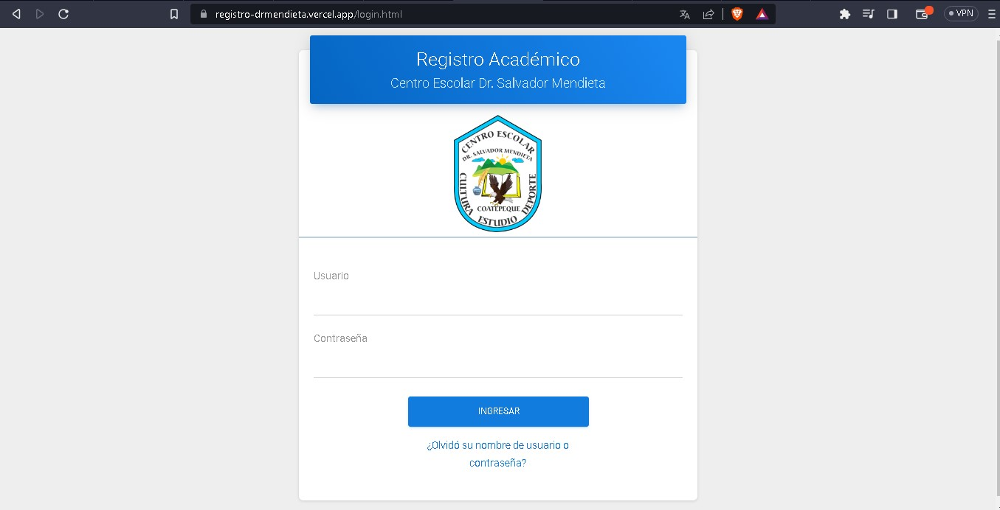 registro-drmendieta.vercel.app/login.html
VPN
Registro Académico
Centro Escolar Dr. Salvador Mendieta
CENTRO ESCOLAR
DR. SALVADOR MENDIETA
CULTURA
DEPORTE
COATEPEQUE
ESTUDIO
Usuario
Contraseña
INGRESAR
¿Olvidó su nombre de usuario o
contraseña?